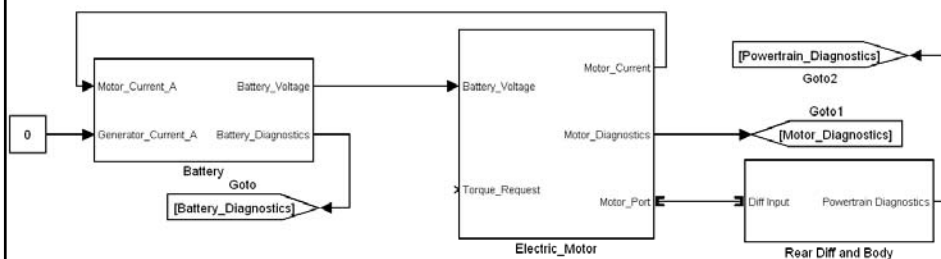 [Powertrain_Diagnostics]
Goto2
Motor_Current_A
Battery_Voltage
Generator_Current_A
Battery_Diagnostics
Battery
0
Goto
[Battery_Diagnostics]
Motor_Current
Battery_Voltage
Motor_Diagnostics
Torque_Request
Motor_Port
Electric_Motor
Goto1
[Motor_Diagnostics]
Diff Input
Powertrain Diagnostics
Rear Diff and Body